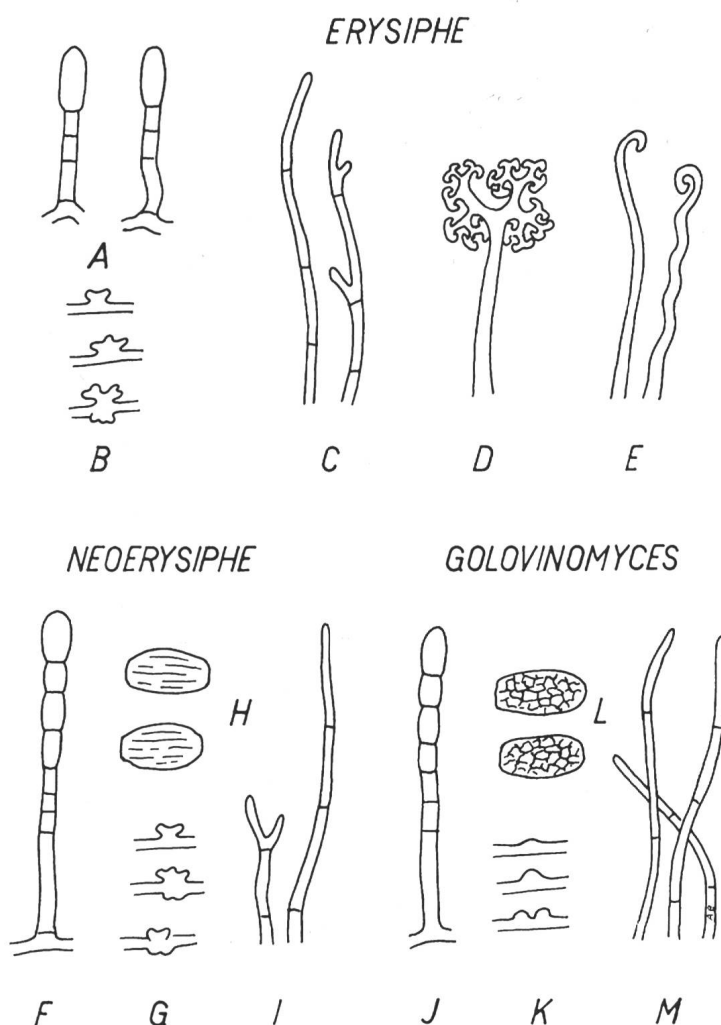 ERYSIPHE
A
B C D E
NEOERYSIPHE GOLOVINOMYCES
H L
F G I J K M